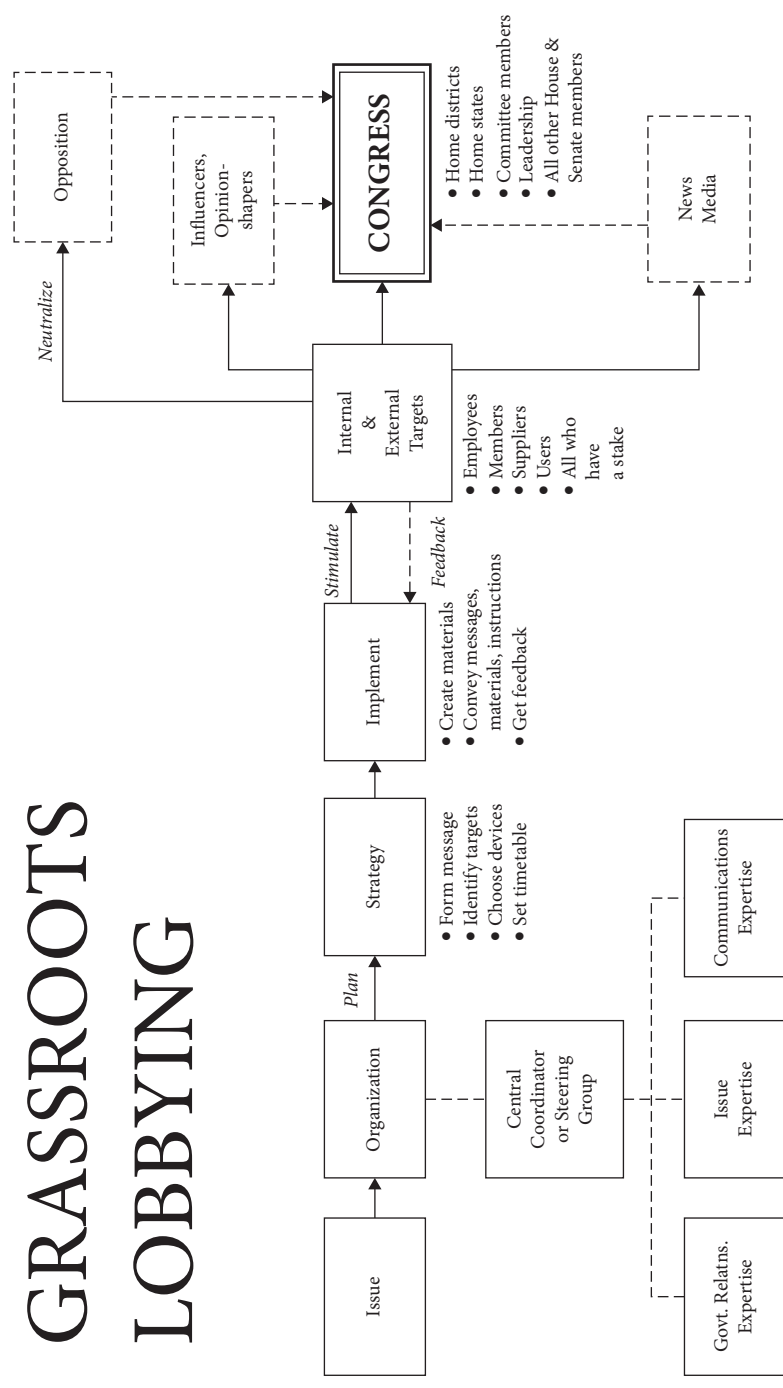 GRASSROOTS
LOBBYING
Issue
Organization
Plan
Strategy
• Form message
• Identify targets
• Choose devices
• Set timetable
Implement
• Create materials
• Convey messages,
materials, instructions
• Get feedback
Stimulate
Feedback
Internal
&
External
Targets
• Employees
• Members
• Suppliers
• Users
• All who
have
a stake
Neutralize
Opposition
Influencers,
Opinion-
shapers
CONGRESS
• Home districts
• Home states
• Committee members
• Leadership
• All other House &
Senate members
News
Media
Central
Coordinator
or Steering
Group
Govt. Relatns.
Expertise
Issue
Expertise
Communications
Expertise